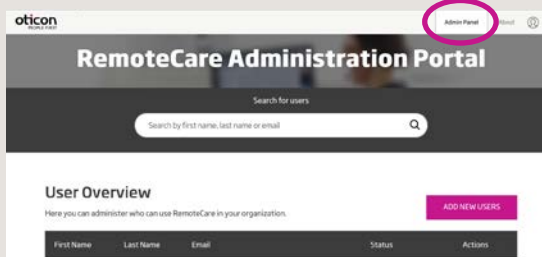 oticon
PEOPLE FIRST
Admin Panel
About
RemoteCare Administration Portal
Search for users
Search by first name, last name or email
User Overview
Here you can administer who can use RemoteCare in your organization.
ADD NEW USERS
First Name Last Name Email Status Actions